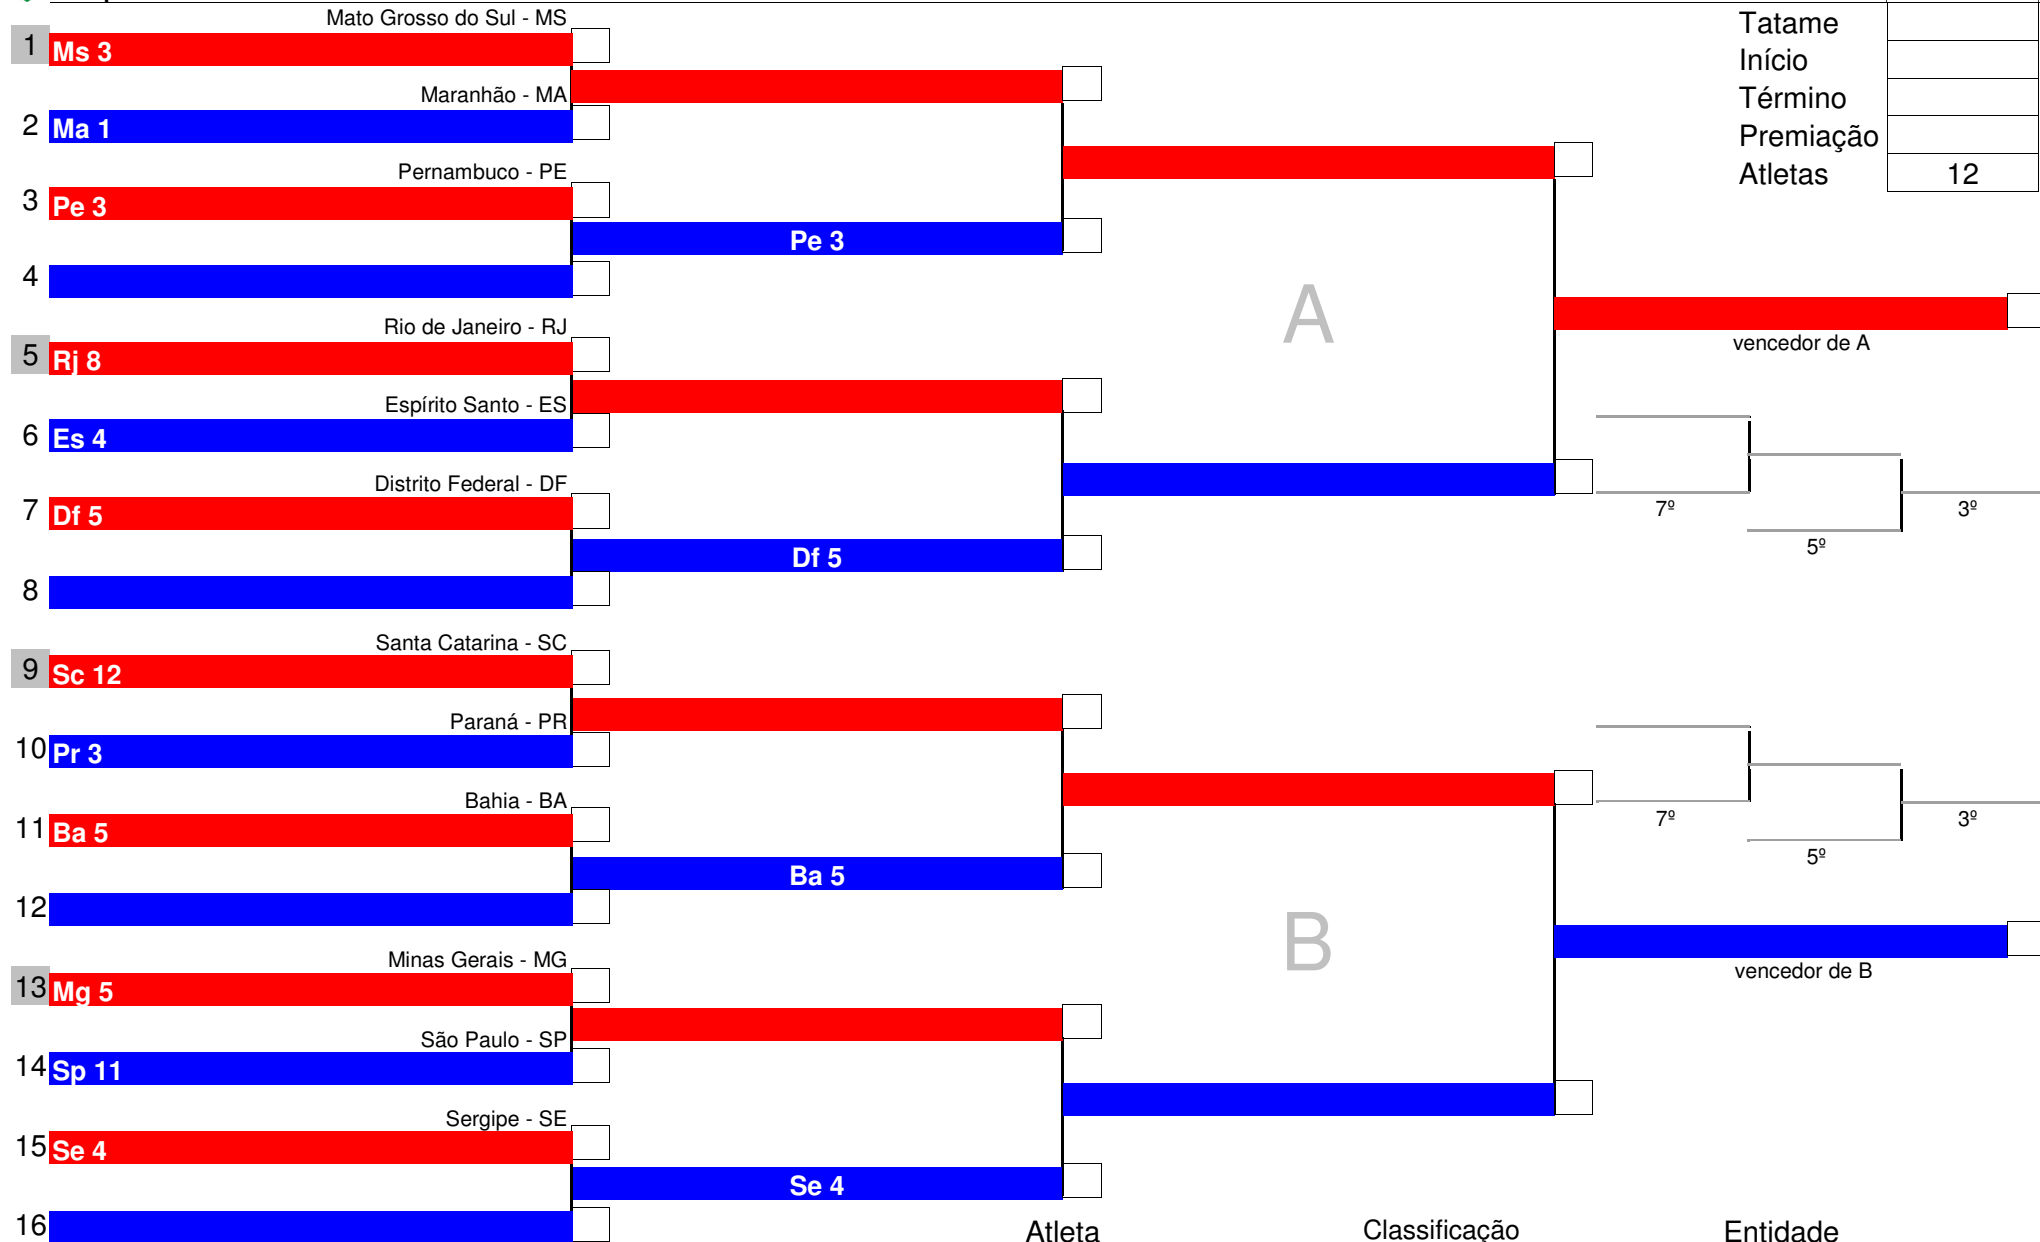 Mato Grosso do Sul - MS
1 Ms 3
Maranhão - MA
2 Ma 1
Pernambuco - PE
3 Pe 3
Pe 3
4
Rio de Janeiro - RJ
5 Rj 8
Espírito Santo - ES
6 Es 4
Distrito Federal - DF
7 Df 5
Df 5
8
Santa Catarina - SC
9 Sc 12
Paraná - PR
10 Pr 3
Bahia - BA
11 Ba 5
Ba 5
12
Minas Gerais - MG
13 Mg 5
São Paulo - SP
14 Sp 11
Sergipe - SE
15 Se 4
Se 4
16
A
B
Tatame
Início
Término
Premiação
Atletas 12
vencedor de A
7º
3º
5º
7º
3º
5º
vencedor de B
Atleta Classificação Entidade